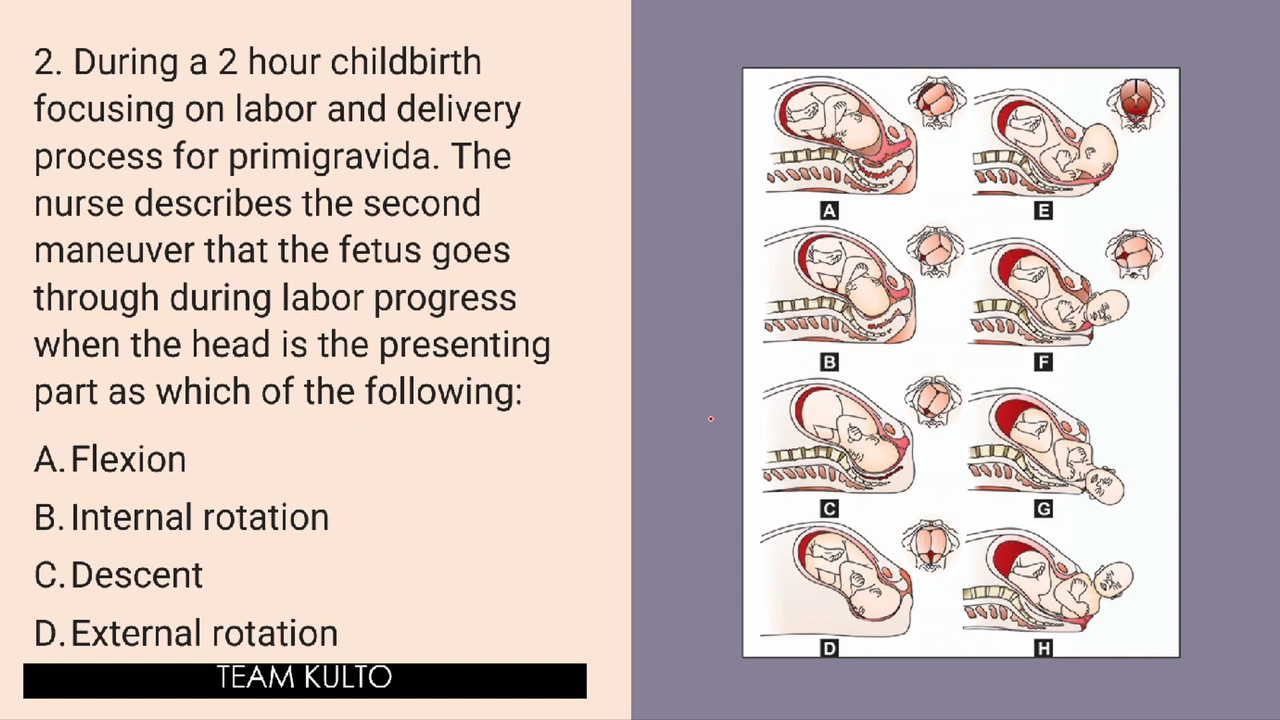 2. During a 2 hour childbirth
focusing on labor and delivery
process for primigravida. The
nurse describes the second
maneuver that the fetus goes
through during labor progress
when the head is the presenting
part as which of the following:
A. Flexion
B. Internal rotation
C. Descent
D. External rotation
TEAM KULTO
A
E
B
F
C
G
D
H